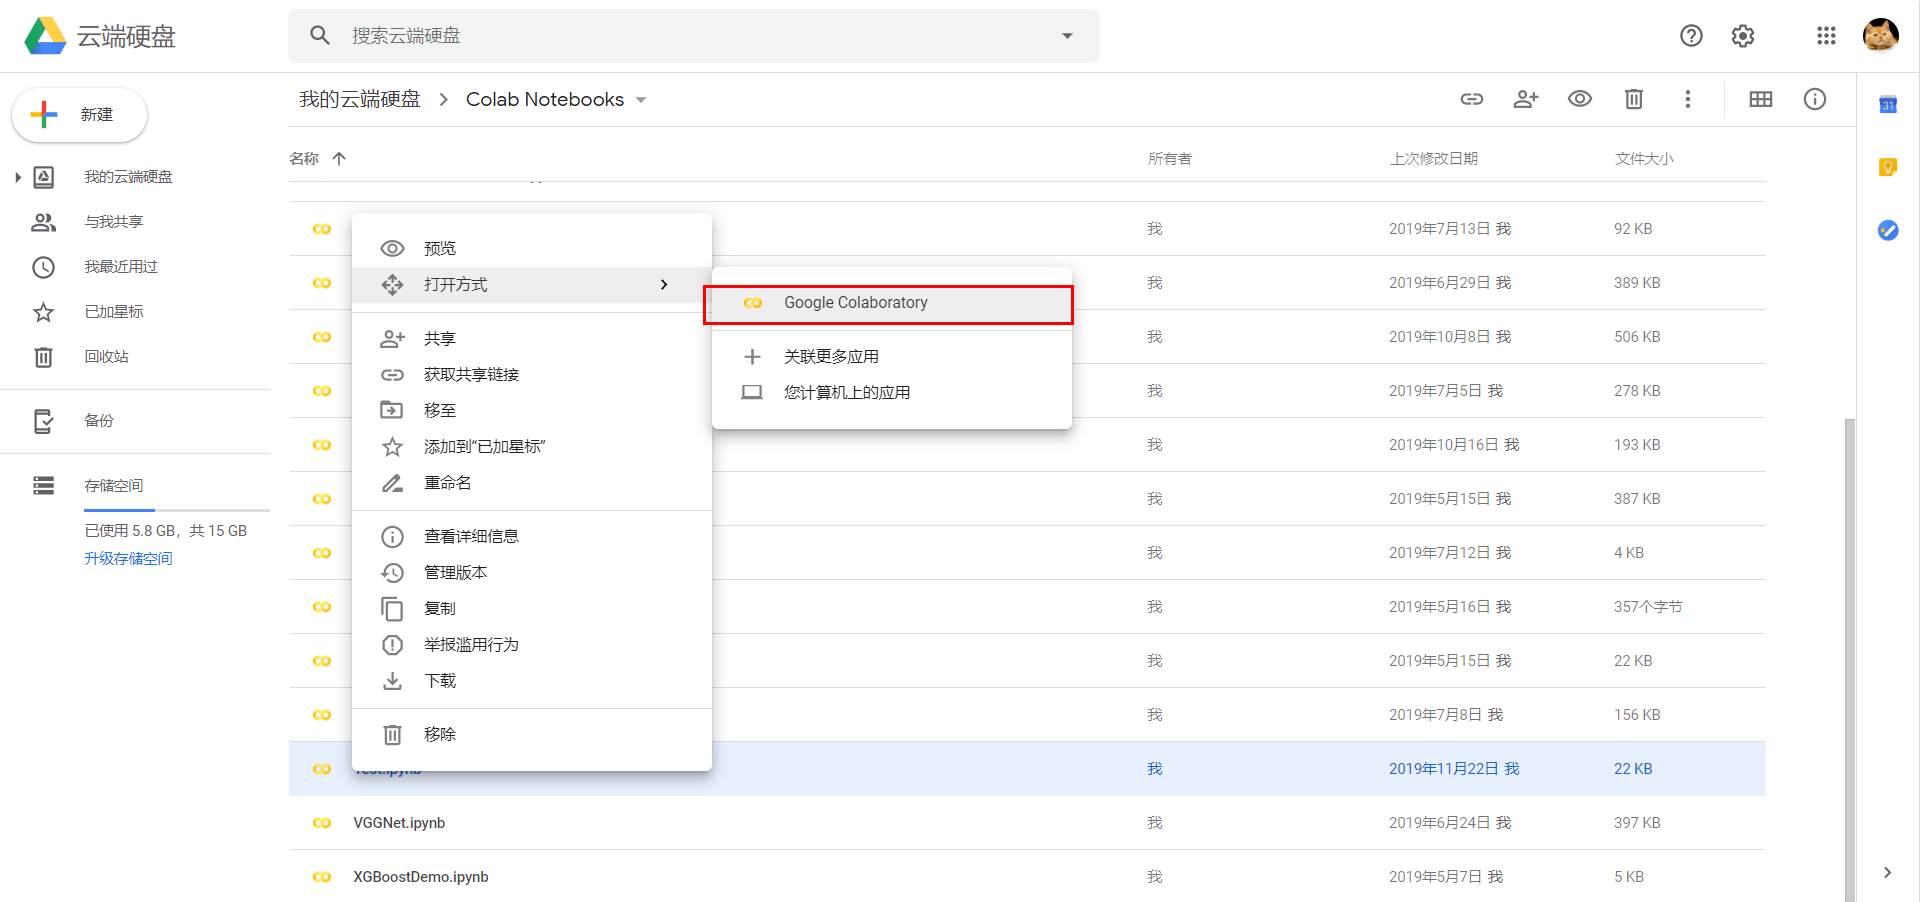 云端硬盘
搜索云端硬盘
新建
我的云端硬盘
与我共享
我最近用过
已加星标
回收站
备份
存储空间
已使用 5.8 GB，共 15 GB
升级存储空间
我的云端硬盘 > Colab Notebooks
名称 所有者 上次修改日期 文件大小
我 2019年7月13日 我 92 KB
我 2019年6月29日 我 389 KB
我 2019年10月8日 我 506 KB
我 2019年7月5日 我 278 KB
我 2019年10月16日 我 193 KB
我 2019年5月15日 我 387 KB
我 2019年7月12日 我 4 KB
我 2019年5月16日 我 357个字节
我 2019年5月15日 我 22 KB
我 2019年7月8日 我 156 KB
Test.ipynb 我 2019年11月22日 我 22 KB
VGGNet.ipynb 我 2019年6月24日 我 397 KB
XGBoostDemo.ipynb 我 2019年5月7日 我 5 KB
预览
打开方式
共享
获取共享链接
移至
添加到“已加星标”
重命名
查看详细信息
管理版本
复制
举报滥用行为
下载
移除
Google Colaboratory
关联更多应用
您计算机上的应用
31